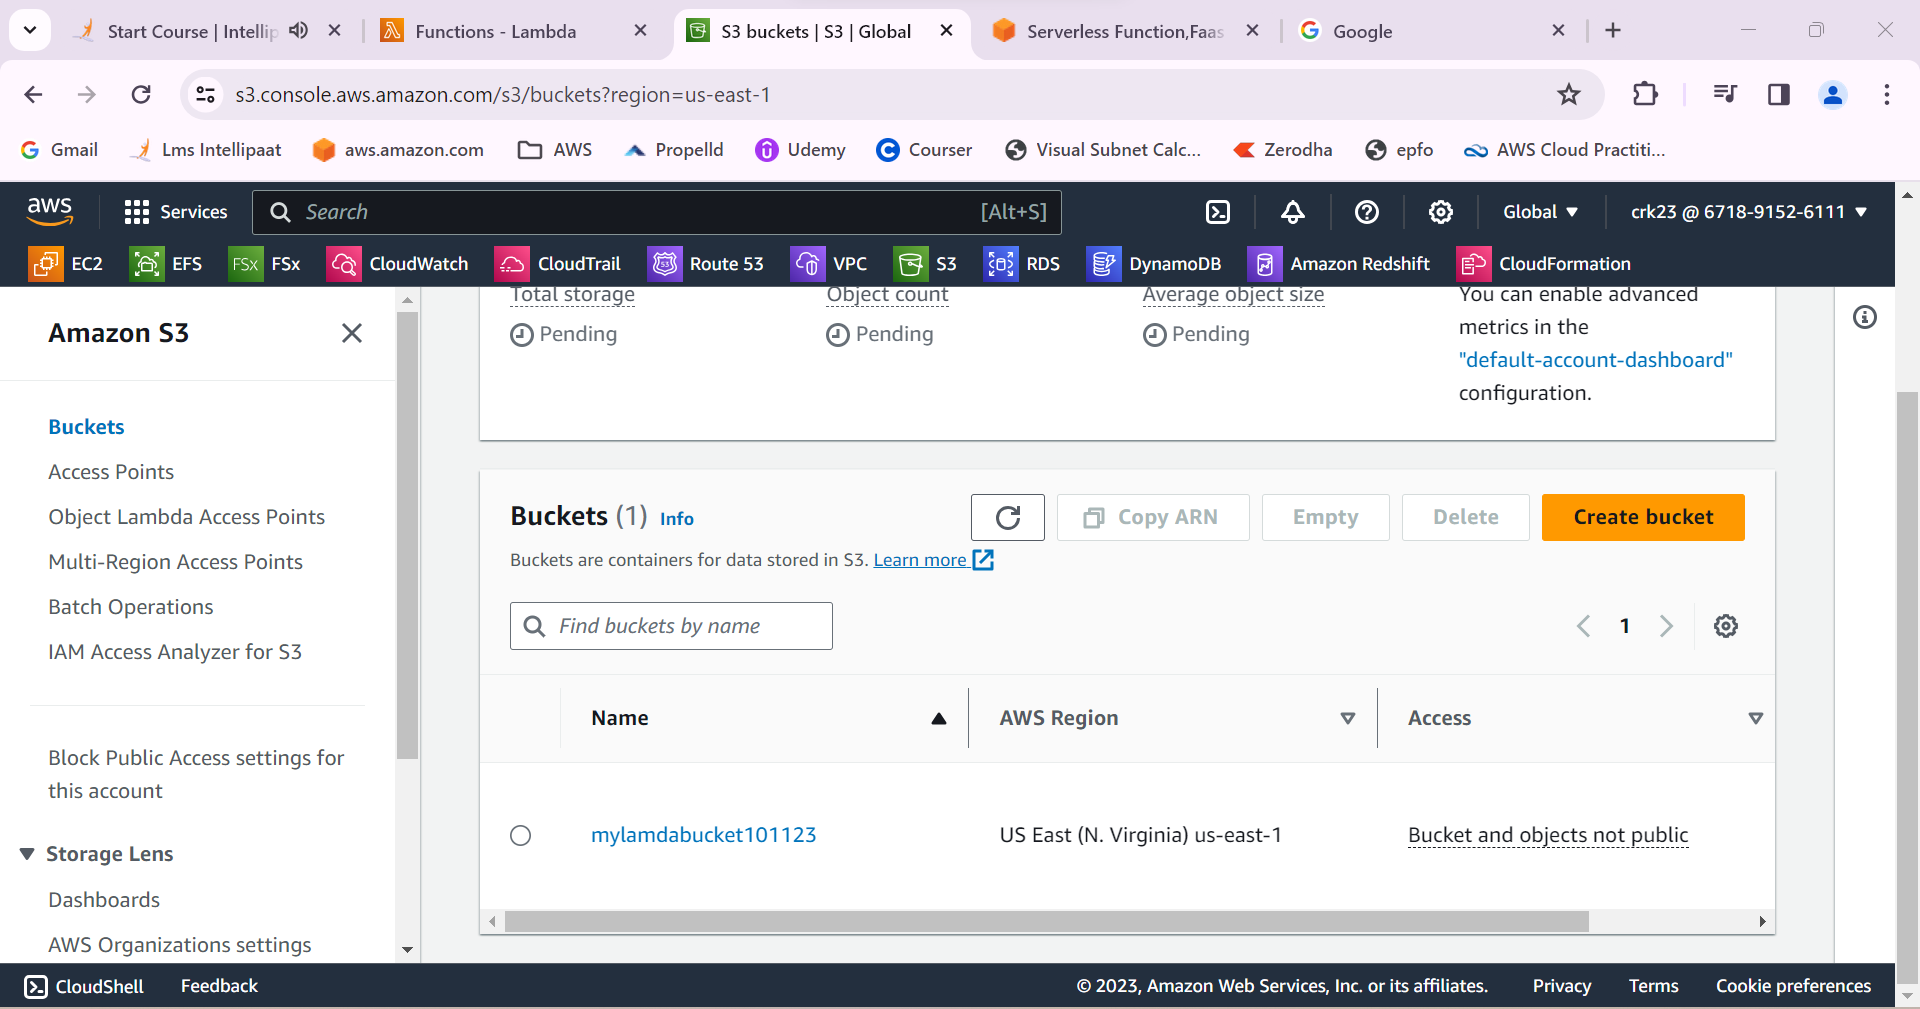 Start Course | Intellip
Functions - Lambda
S3 buckets | S3 | Global
Serverless Function,Faas
Google
s3.console.aws.amazon.com/s3/buckets?region=us-east-1
Gmail
Lms Intellipaat
aws.amazon.com
AWS
Propelld
Udemy
Courser
Visual Subnet Calc...
Zerodha
epfo
AWS Cloud Practiti...
aws
Services
Search
[Alt+S]
Global
crk23 @ 6718-9152-6111
EC2
EFS
FSx
FSx
CloudWatch
CloudTrail
53
Route 53
VPC
S3
RDS
DynamoDB
Amazon Redshift
CloudFormation
Amazon S3
Buckets
Access Points
Object Lambda Access Points
Multi-Region Access Points
Batch Operations
IAM Access Analyzer for S3
Block Public Access settings for
this account
Storage Lens
Dashboards
AWS Organizations settings
Total storage
Pending
Object count
Pending
Average object size
Pending
You can enable advanced
metrics in the
"default-account-dashboard"
configuration.
Buckets (1) Info
Copy ARN
Empty
Delete
Create bucket
Buckets are containers for data stored in S3. Learn more
Find buckets by name
1
Name
AWS Region
Access
mylamdabucket101123
US East (N. Virginia) us-east-1
Bucket and objects not public
CloudShell
Feedback
© 2023, Amazon Web Services, Inc. or its affiliates.
Privacy
Terms
Cookie preferences